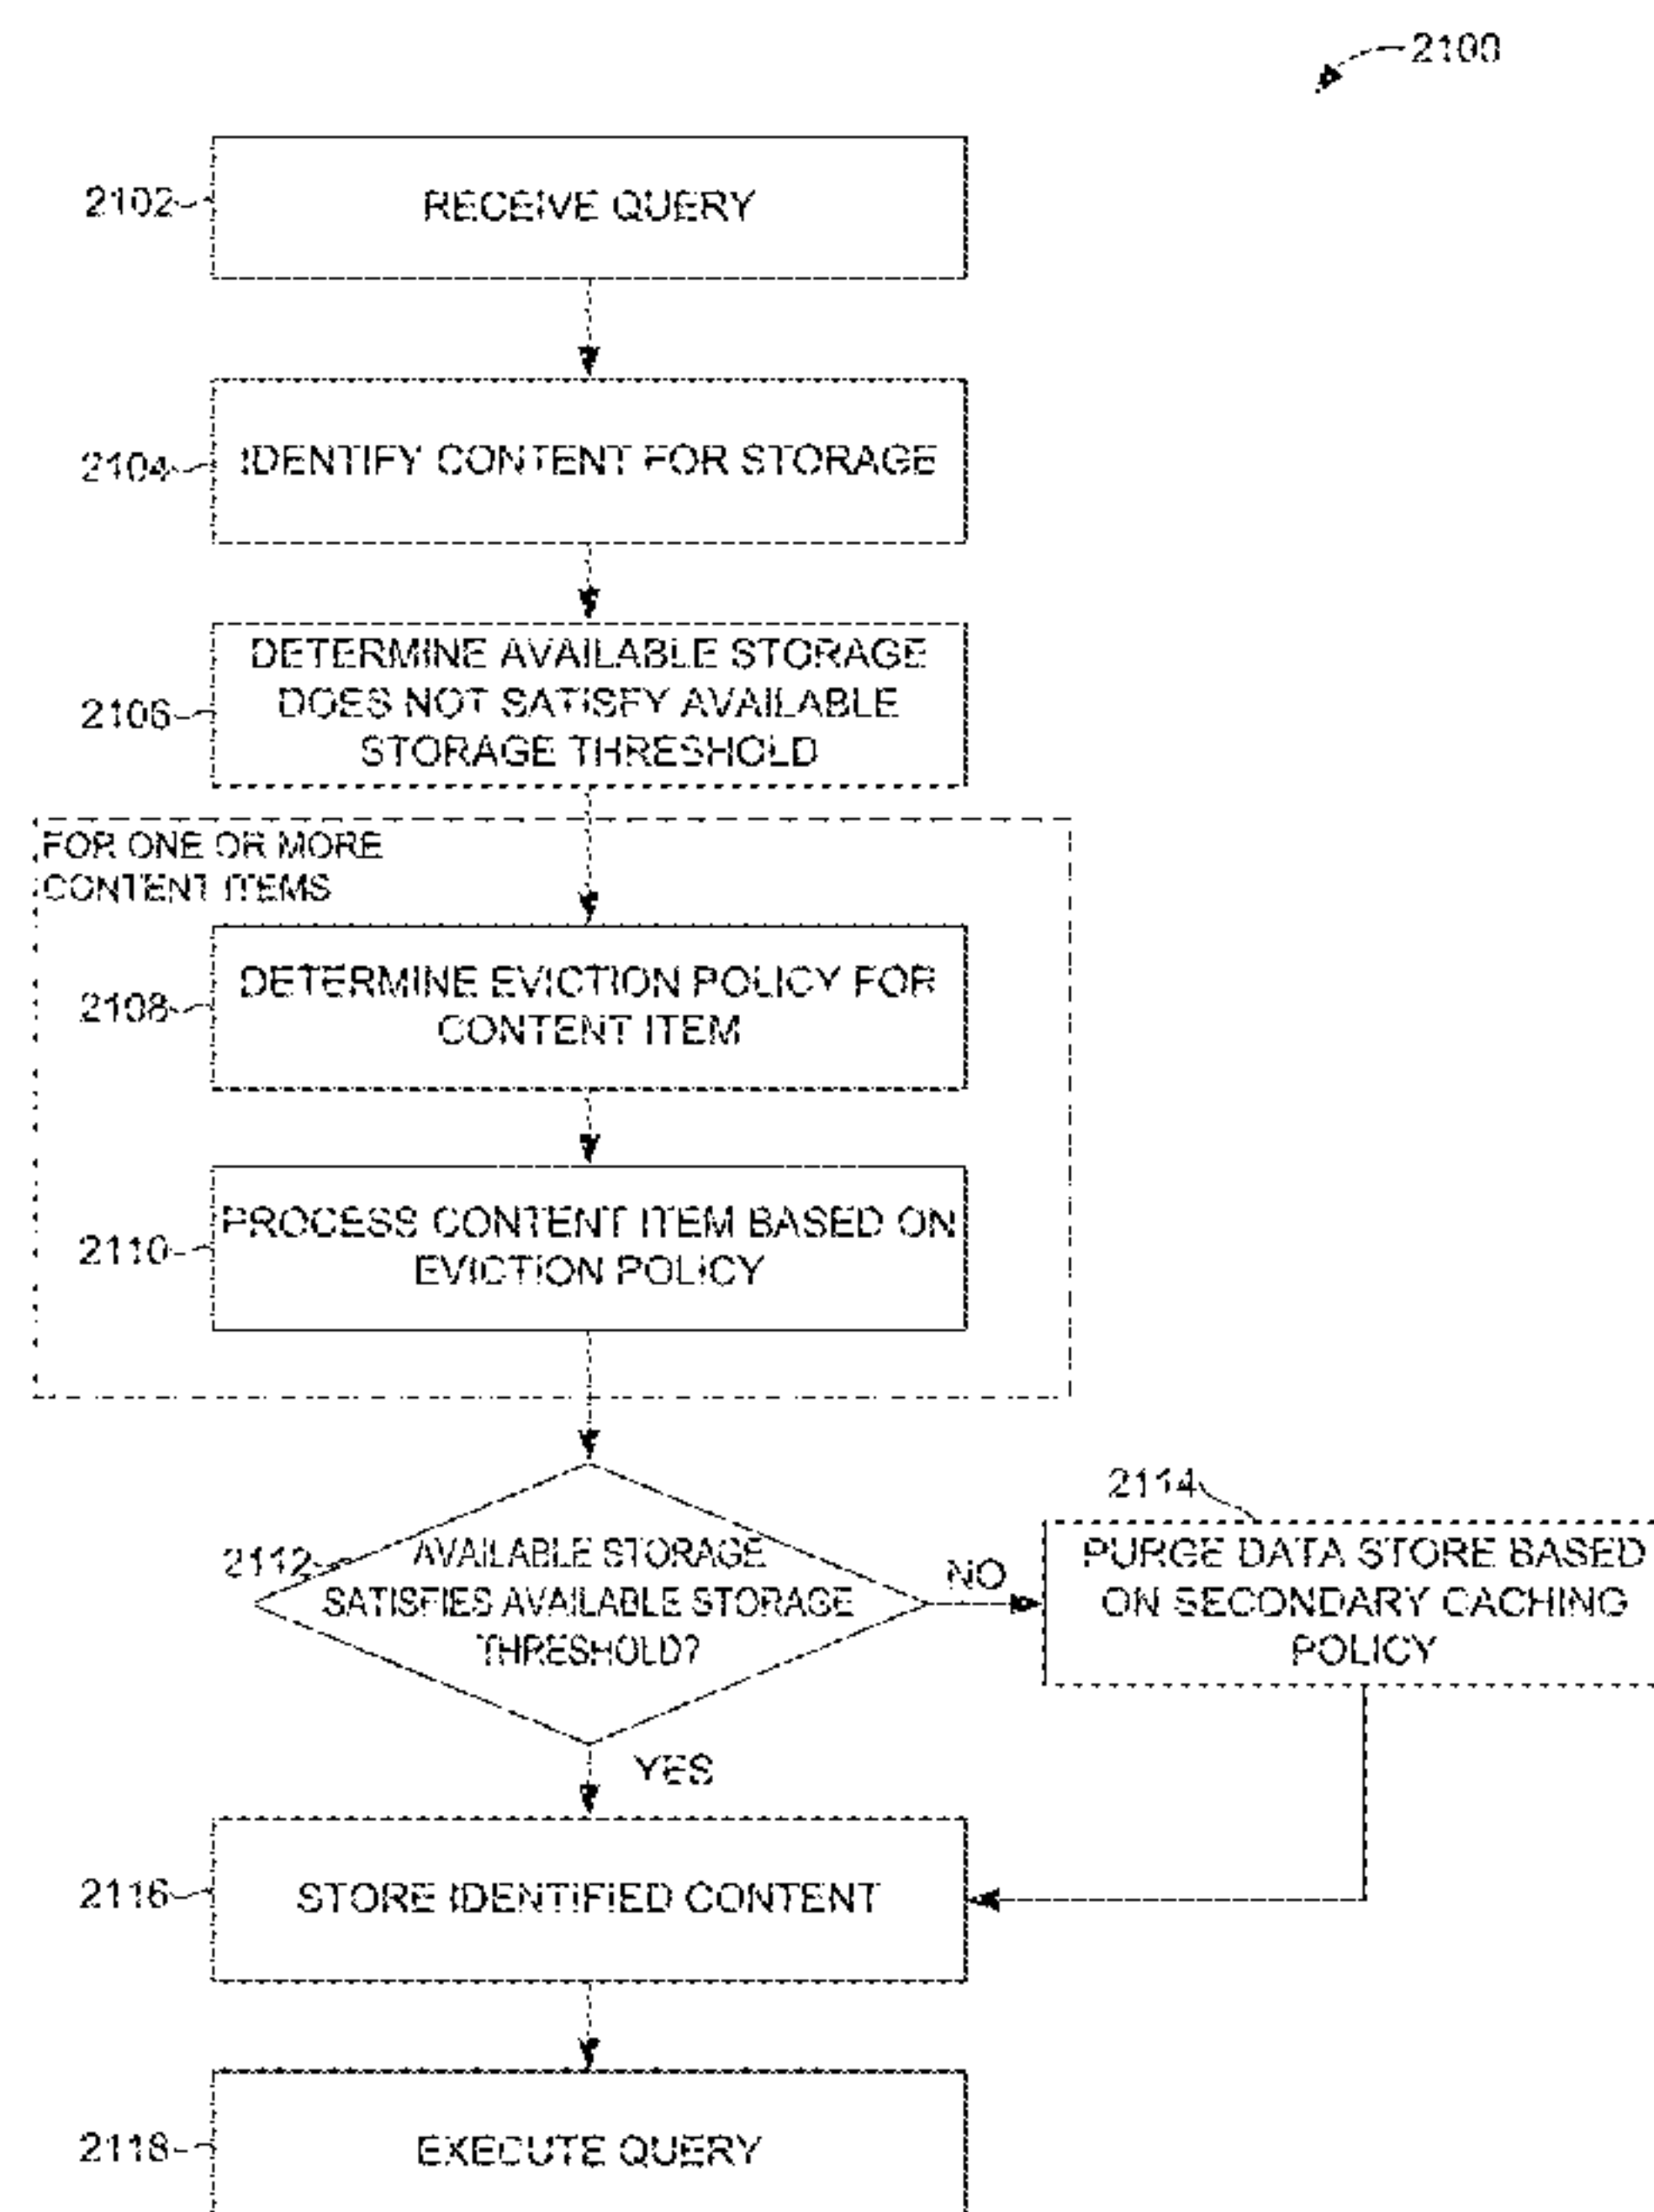 2100
2102
RECEIVE QUERY
2104
IDENTIFY CONTENT FOR STORAGE
2106
DETERMINE AVAILABLE STORAGE
DOES NOT SATISFY AVAILABLE
STORAGE THRESHOLD
FOR ONE OR MORE
CONTENT ITEMS
2108
DETERMINE EVICTION POLICY FOR
CONTENT ITEM
2110
PROCESS CONTENT ITEM BASED ON
EVICTION POLICY
2112
AVAILABLE STORAGE
SATISFIES AVAILABLE STORAGE
THRESHOLD?
NO
2114
PURGE DATA STORE BASED
ON SECONDARY CACHING
POLICY
YES
2116
STORE IDENTIFIED CONTENT
2118
EXECUTE QUERY